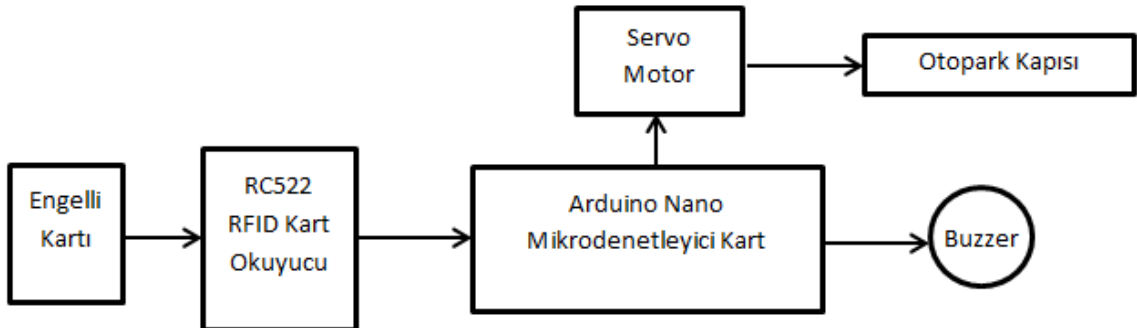 Engelli
Kartı
RC522
RFID Kart
Okuyucu
Arduino Nano
Mikrodenetleyici Kart
Servo
Motor
Otopark Kapısı
Buzzer